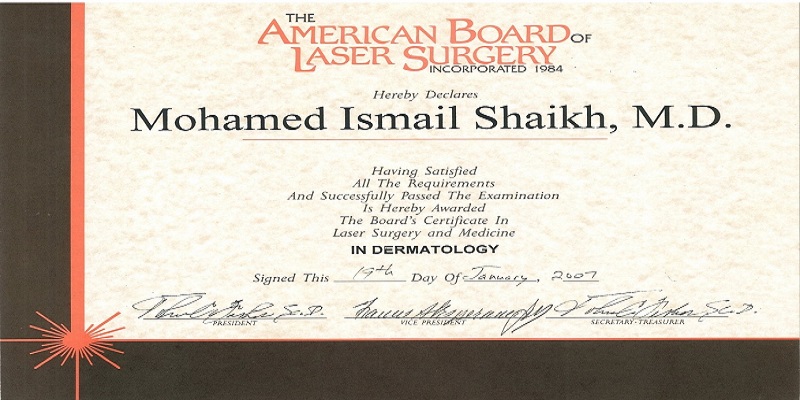 THE
AMERICAN BOARD OF
LASER SURGERY
INCORPORATED 1984
Hereby Declares
Mohamed Ismail Shaikh, M.D.
Having Satisfied
All The Requirements
And Successfully Passed The Examination
Is Hereby Awarded
The Board's Certificate In
Laser Surgery and Medicine
IN DERMATOLOGY
Signed This 19th Day Of January, 2007
PRESIDENT VICE PRESIDENT SECRETARY-TREASURER